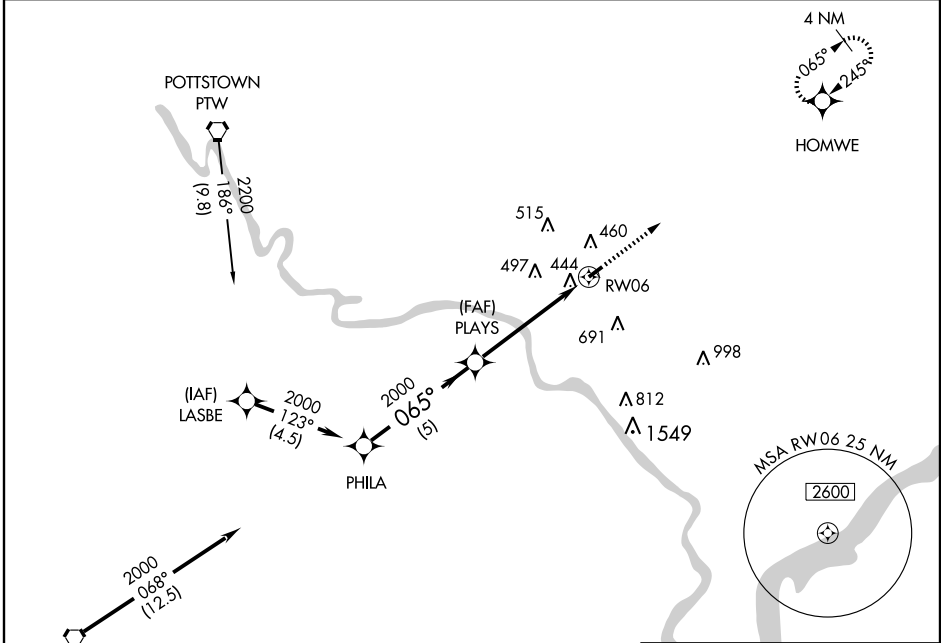 4 NM
065°
245°
HOMWE
POTTSTOWN
PTW
2200
186°
(9.8)
515
460
497
444
RW06
(FAF)
PLAYS
691
998
(IAF)
LASBE
2000
123°
(4.5)
2000
065°
(5)
812
1549
PHILA
MSA RW06 25 NM
2600
2000
068°
(12.5)